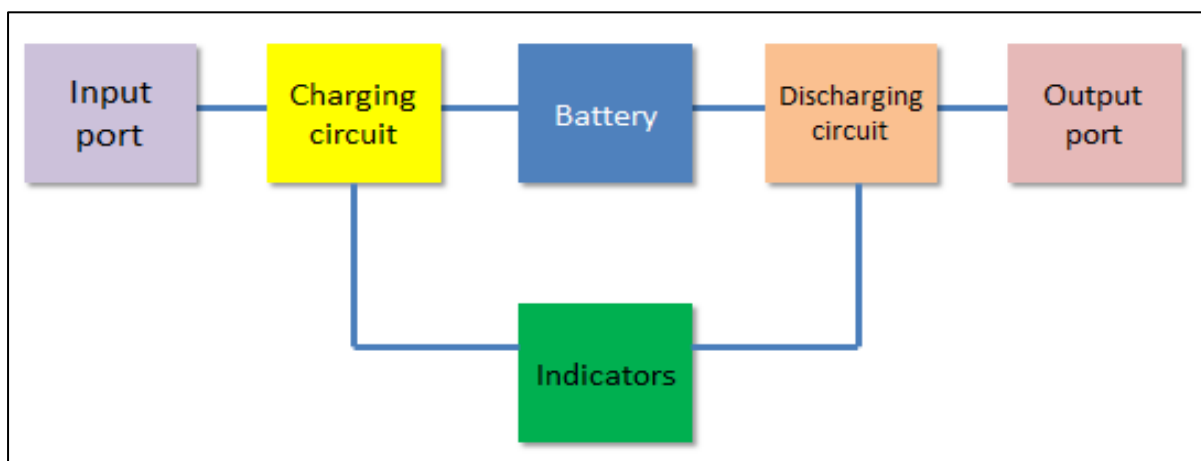 Input
port
Charging
circuit
Battery
Discharging
circuit
Output
port
Indicators